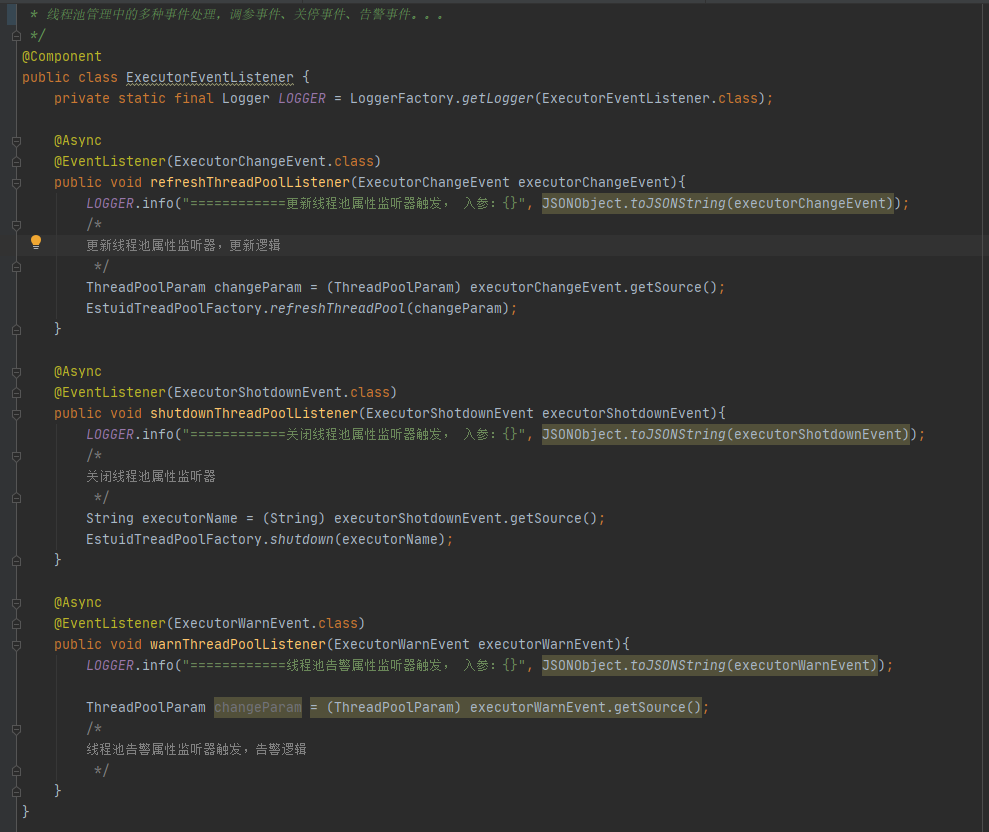 * 线程池管理中的多种事件处理，调参事件、关停事件、告警事件...
*/
@Component
public class ExecutorEventListener {
private static final Logger LOGGER = LoggerFactory.getLogger(ExecutorEventListener.class);
@Async
@EventListener(ExecutorChangeEvent.class)
public void refreshThreadPoolListener(ExecutorChangeEvent executorChangeEvent){
LOGGER.info("============更新线程池属性监听器触发， 入参：{}", JSONObject.toJSONString(executorChangeEvent));
/*
更新线程池属性监听器，更新逻辑
*/
ThreadPoolParam changeParam = (ThreadPoolParam) executorChangeEvent.getSource();
EstuidTreadPoolFactory.refreshThreadPool(changeParam);
}
@Async
@EventListener(ExecutorShotdownEvent.class)
public void shutdownThreadPoolListener(ExecutorShotdownEvent executorShotdownEvent){
LOGGER.info("============关闭线程池属性监听器触发， 入参：{}", JSONObject.toJSONString(executorShotdownEvent));
/*
关闭线程池属性监听器
*/
String executorName = (String) executorShotdownEvent.getSource();
EstuidTreadPoolFactory.shutdown(executorName);
}
@Async
@EventListener(ExecutorWarnEvent.class)
public void warnThreadPoolListener(ExecutorWarnEvent executorWarnEvent){
LOGGER.info("============线程池告警属性监听器触发， 入参：{}", JSONObject.toJSONString(executorWarnEvent));
ThreadPoolParam changeParam = (ThreadPoolParam) executorWarnEvent.getSource();
/*
线程池告警属性监听器触发，告警逻辑
*/
}
}